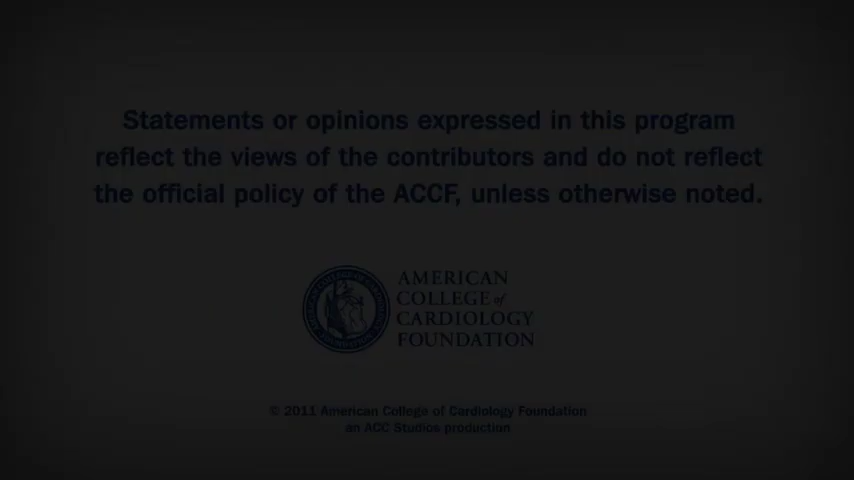 Statements or opinions expressed in this program
reflect the views of the contributors and do not reflect
the official policy of the ACCF, unless otherwise noted.
AMERICAN
COLLEGE of
CARDIOLOGY
FOUNDATION
© 2011 American College of Cardiology Foundation
an ACC Studios production